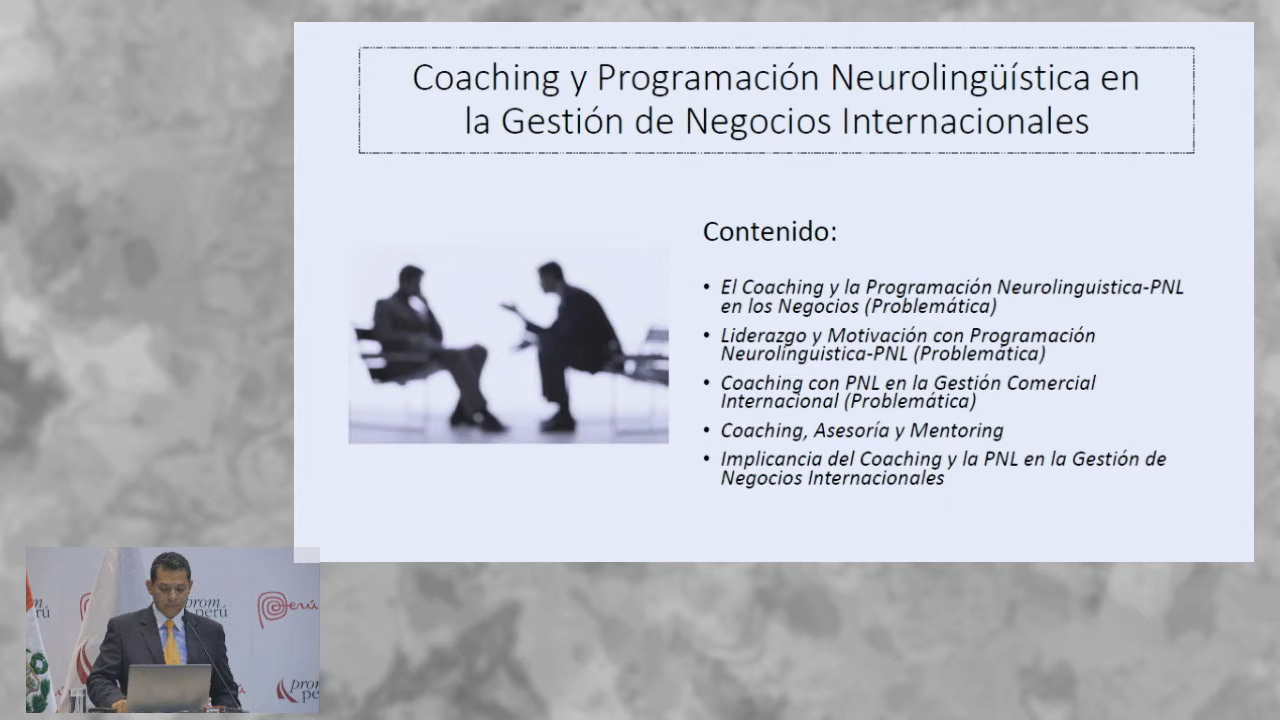 Coaching y Programación Neurolingüística en
la Gestión de Negocios Internacionales
Contenido:
• El Coaching y la Programación Neurolinguistica-PNL
en los Negocios (Problemática)
• Liderazgo y Motivación con Programación
Neurolinguistica-PNL (Problemática)
• Coaching con PNL en la Gestión Comercial
Internacional (Problemática)
• Coaching, Asesoría y Mentoring
• Implicancia del Coaching y la PNL en la Gestión de
Negocios Internacionales
prom
perú
Perú